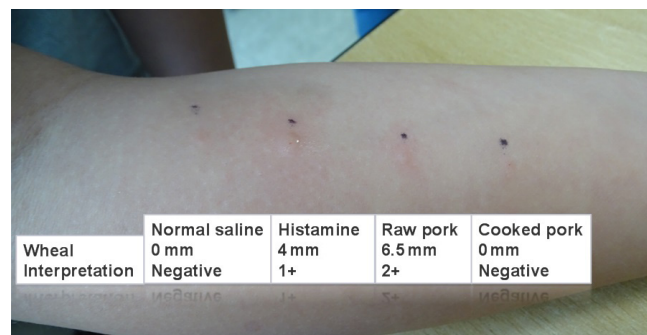 Normal saline Histamine Raw pork Cooked pork
Wheal 0 mm 4 mm 6.5 mm 0 mm
Interpretation Negative 1+ 2+ Negative